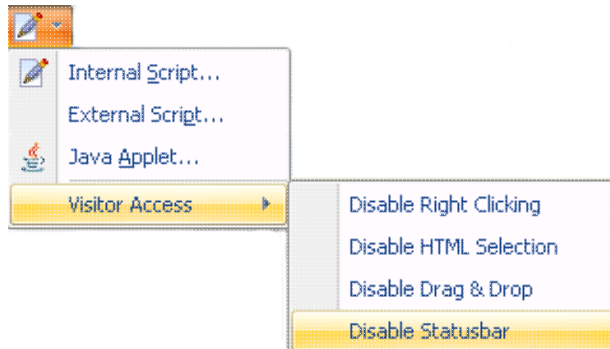 Internal Script...
External Script...
Java Applet...
Visitor Access
Disable Right Clicking
Disable HTML Selection
Disable Drag & Drop
Disable Statusbar